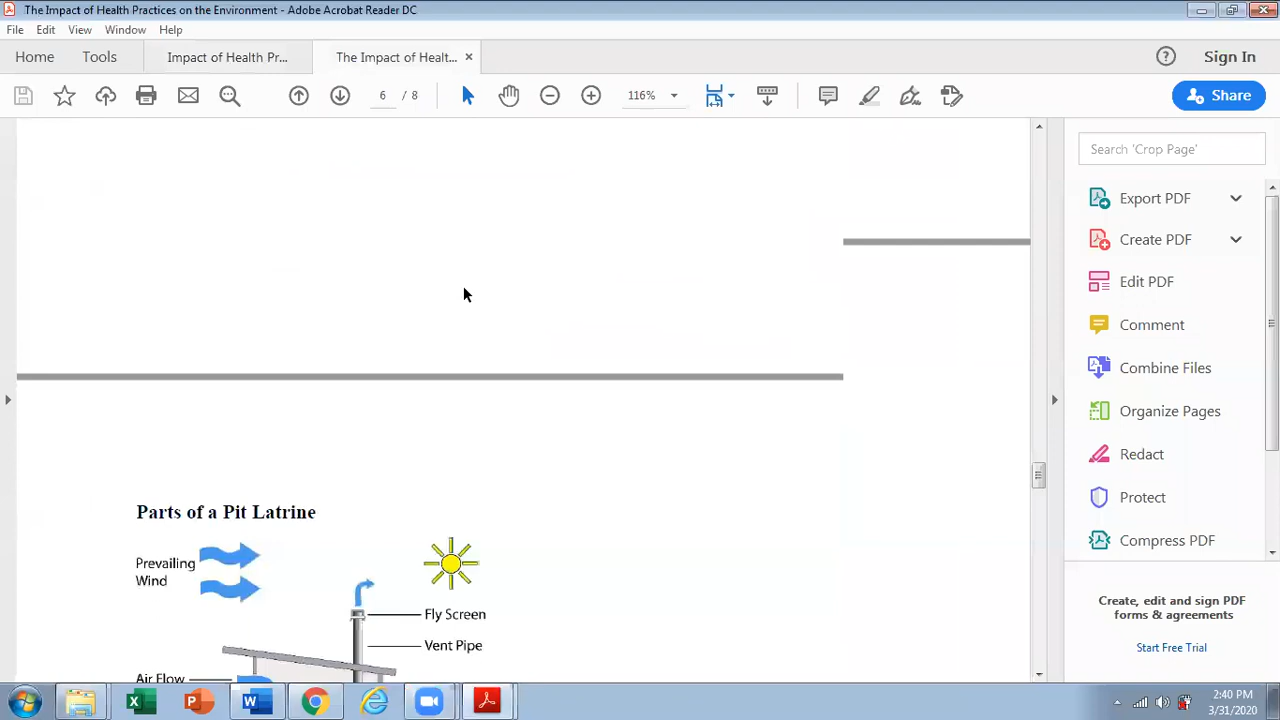 The Impact of Health Practices on the Environment - Adobe Acrobat Reader DC
File Edit View Window Help
Home Tools Impact of Health Pr... The Impact of Healt... × ? Sign In
6 / 8 116% Share
Search 'Crop Page'
Export PDF
Create PDF
Edit PDF
Comment
Combine Files
Organize Pages
Redact
Protect
Compress PDF
Parts of a Pit Latrine
Prevailing
Wind
Fly Screen
Vent Pipe
Air Flow
Create, edit and sign PDF
forms & agreements
Start Free Trial
2:40 PM
3/31/2020